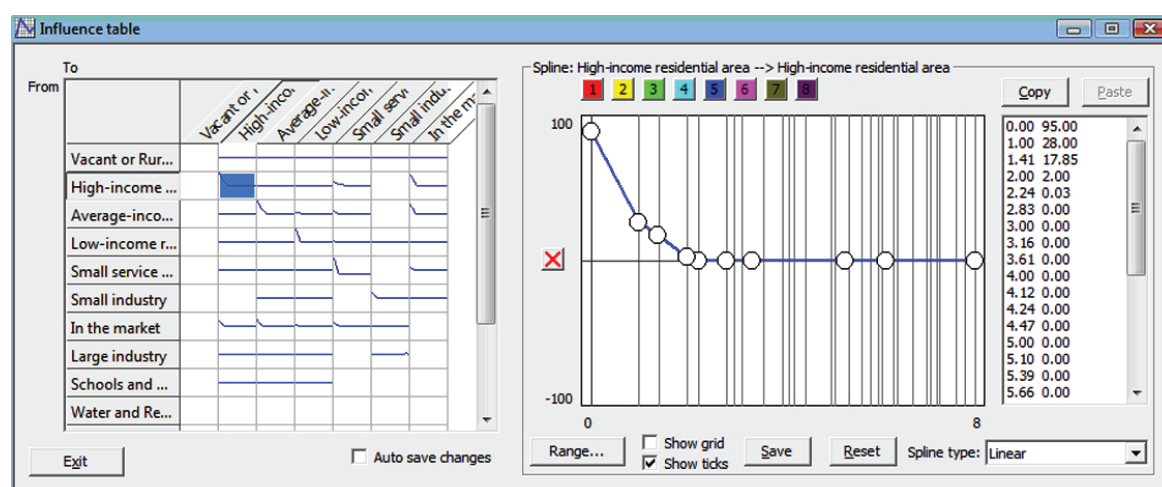 Influence table
To
From
Vacant or
High-inco.
Average-i..
Low-incor.
Small servi
Small indu.
In the m
Vacant or Rur...
High-income ...
Average-inco...
Low-income r...
Small service ...
Small industry
In the market
Large industry
Schools and ...
Water and Re...
Exit
Auto save changes
Spline: High-income residential area --> High-income residential area
1 2 3 4 5 6 7 8
Copy
Paste
100
-100
0
8
0.00 95.00
1.00 28.00
1.41 17.85
2.00 2.00
2.24 0.03
2.83 0.00
3.00 0.00
3.16 0.00
3.61 0.00
4.00 0.00
4.12 0.00
4.24 0.00
4.47 0.00
5.00 0.00
5.10 0.00
5.39 0.00
5.66 0.00
Range...
Show grid
Show ticks
Save
Reset
Spline type: Linear